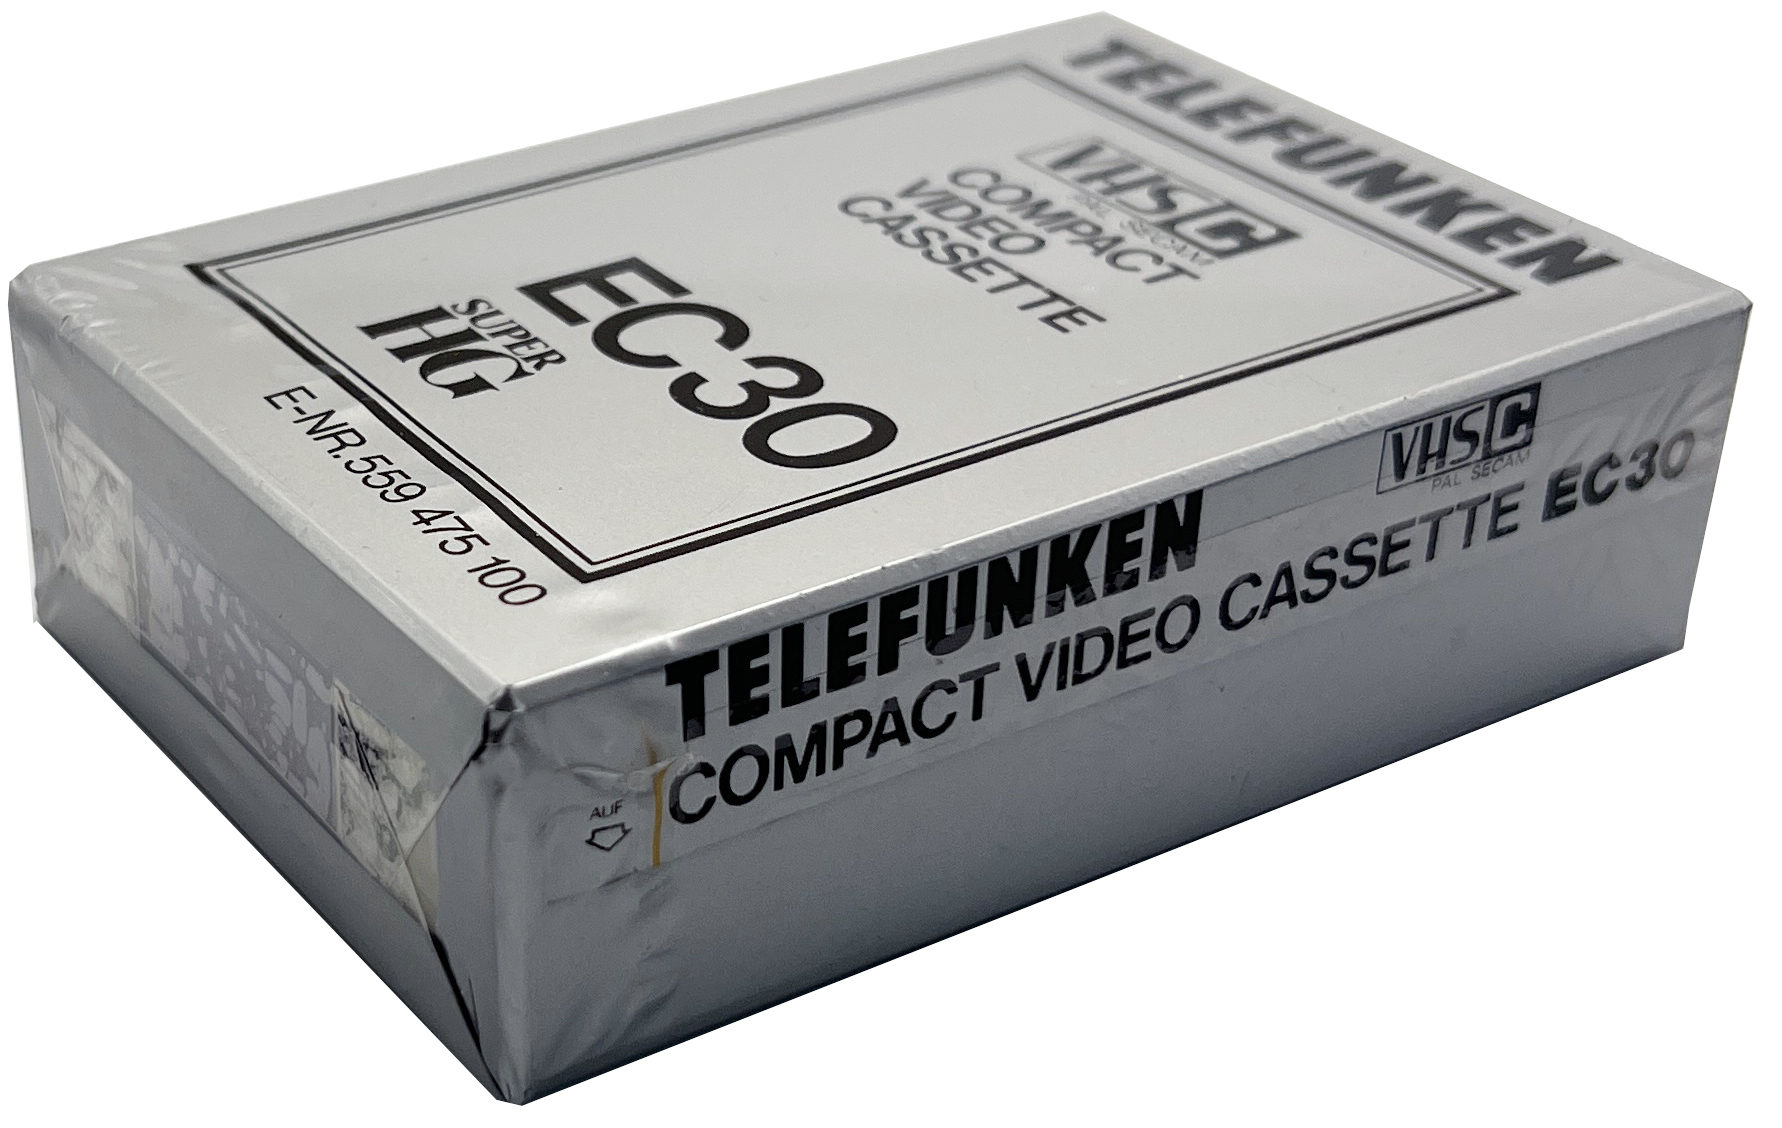 TELEFUNKEN
VHS C
PAL SECAM
COMPACT
VIDEO
CASSETTE
EC30
SUPER
HG
E-NR. 559 475 100
TELEFUNKEN
VHS C
PAL SECAM
COMPACT VIDEO CASSETTE EC30
AUF